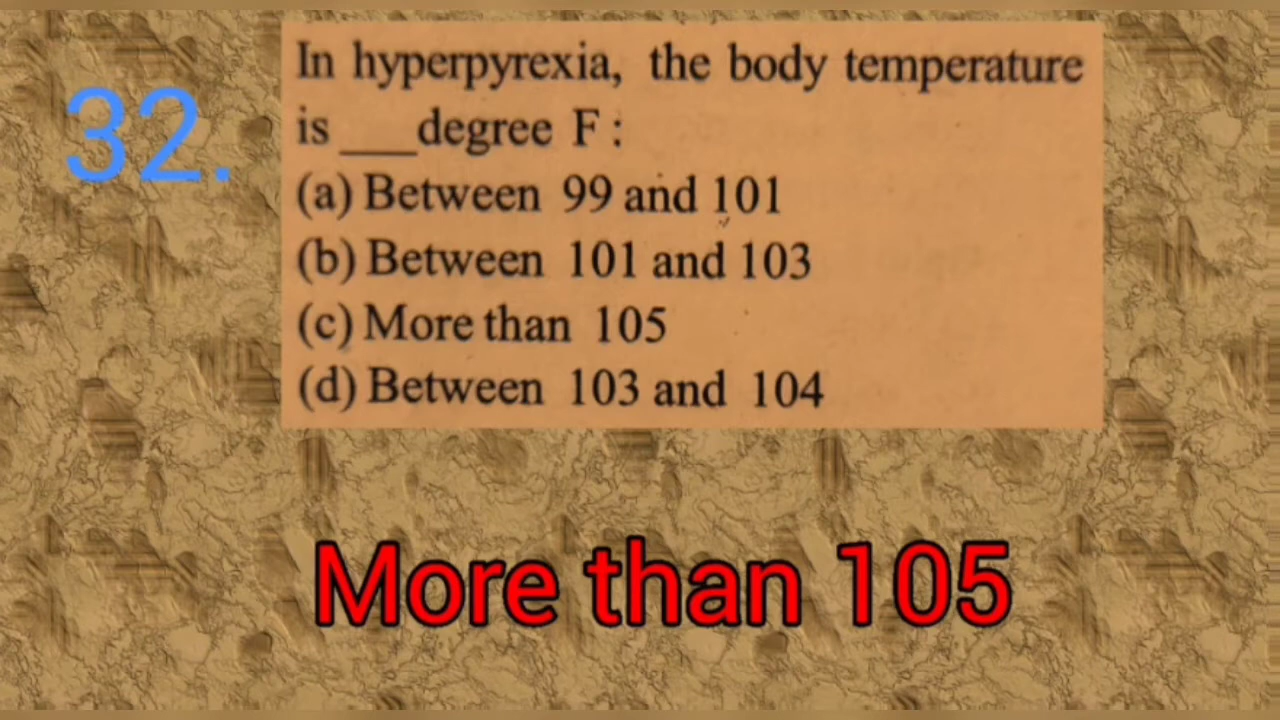 32.
In hyperpyrexia, the body temperature
is ___degree F :
(a) Between 99 and 101
(b) Between 101 and 103
(c) More than 105
(d) Between 103 and 104
More than 105